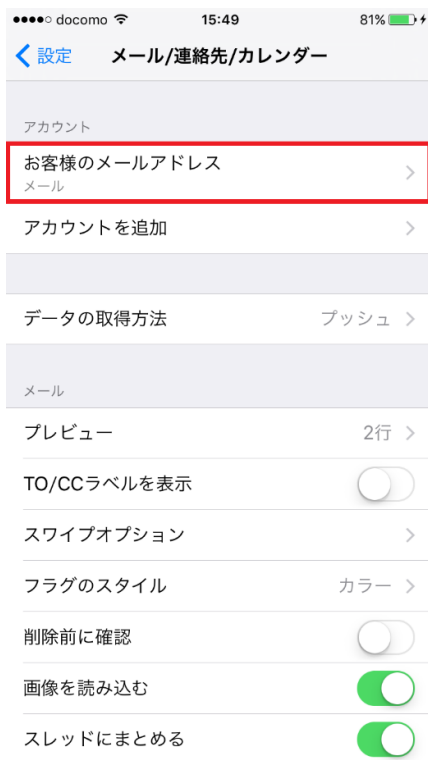 docomo 15:49 81%
設定 メール/連絡先/カレンダー
アカウント
お客様のメールアドレス
メール
アカウントを追加
データの取得方法 プッシュ
メール
プレビュー 2行
TO/CCラベルを表示
スワイプオプション
フラグのスタイル カラー
削除前に確認
画像を読み込む
スレッドにまとめる